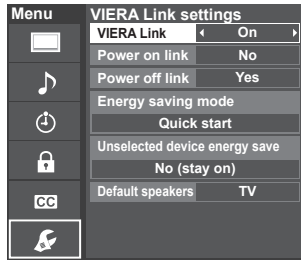 Menu
VIERA Link settings
VIERA Link On
Power on link No
Power off link Yes
Energy saving mode
Quick start
Unselected device energy save
No (stay on)
Default speakers TV
CC